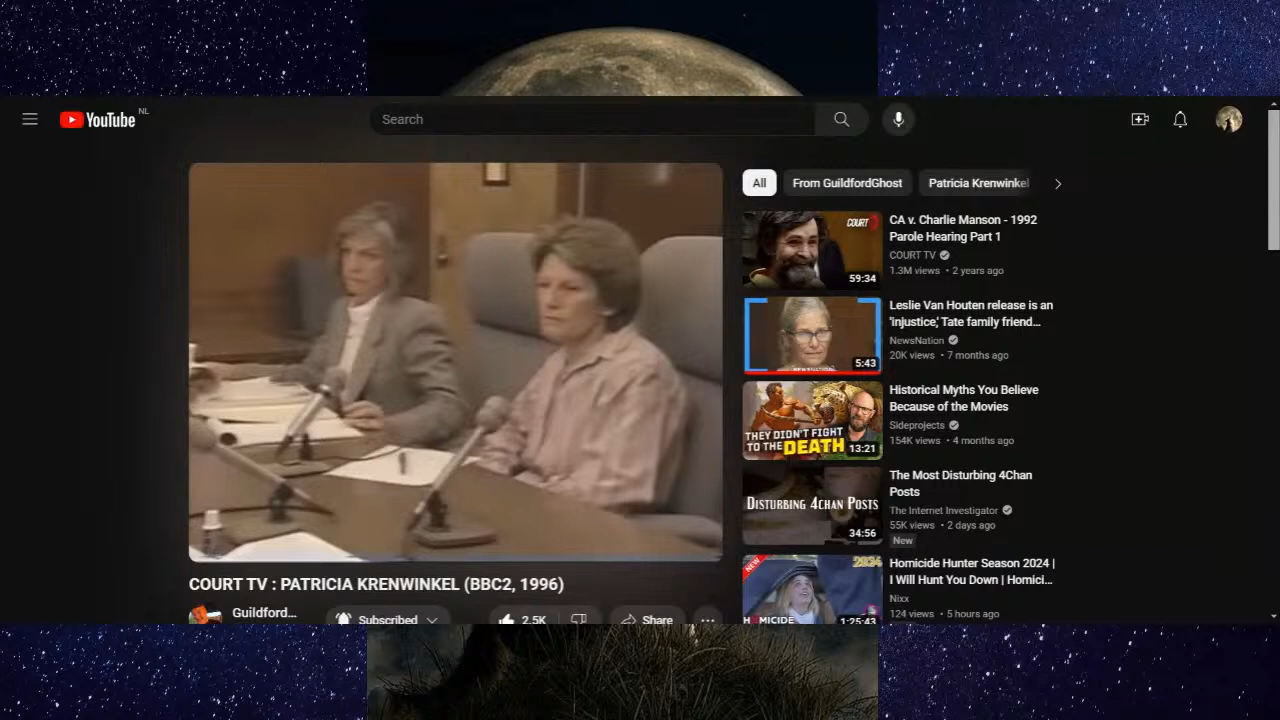 YouTube NL
Search
All
From GuildfordGhost
Patricia Krenwinkel
COURT
59:34
CA v. Charlie Manson - 1992
Parole Hearing Part 1
COURT TV
1.3M views • 2 years ago
5:43
Leslie Van Houten release is an
'injustice,' Tate family friend...
NewsNation
20K views • 7 months ago
THEY DIDN'T FIGHT
TO THE DEATH
13:21
Historical Myths You Believe
Because of the Movies
Sideprojects
154K views • 4 months ago
DISTURBING 4CHAN POSTS
34:56
The Most Disturbing 4Chan
Posts
The Internet Investigator
55K views • 2 days ago
New
NEW
2024
HOMICIDE
1:25:43
Homicide Hunter Season 2024 |
I Will Hunt You Down | Homici...
Nixx
124 views • 5 hours ago
COURT TV : PATRICIA KRENWINKEL (BBC2, 1996)
Guildford...
Subscribed
2.5K
Share